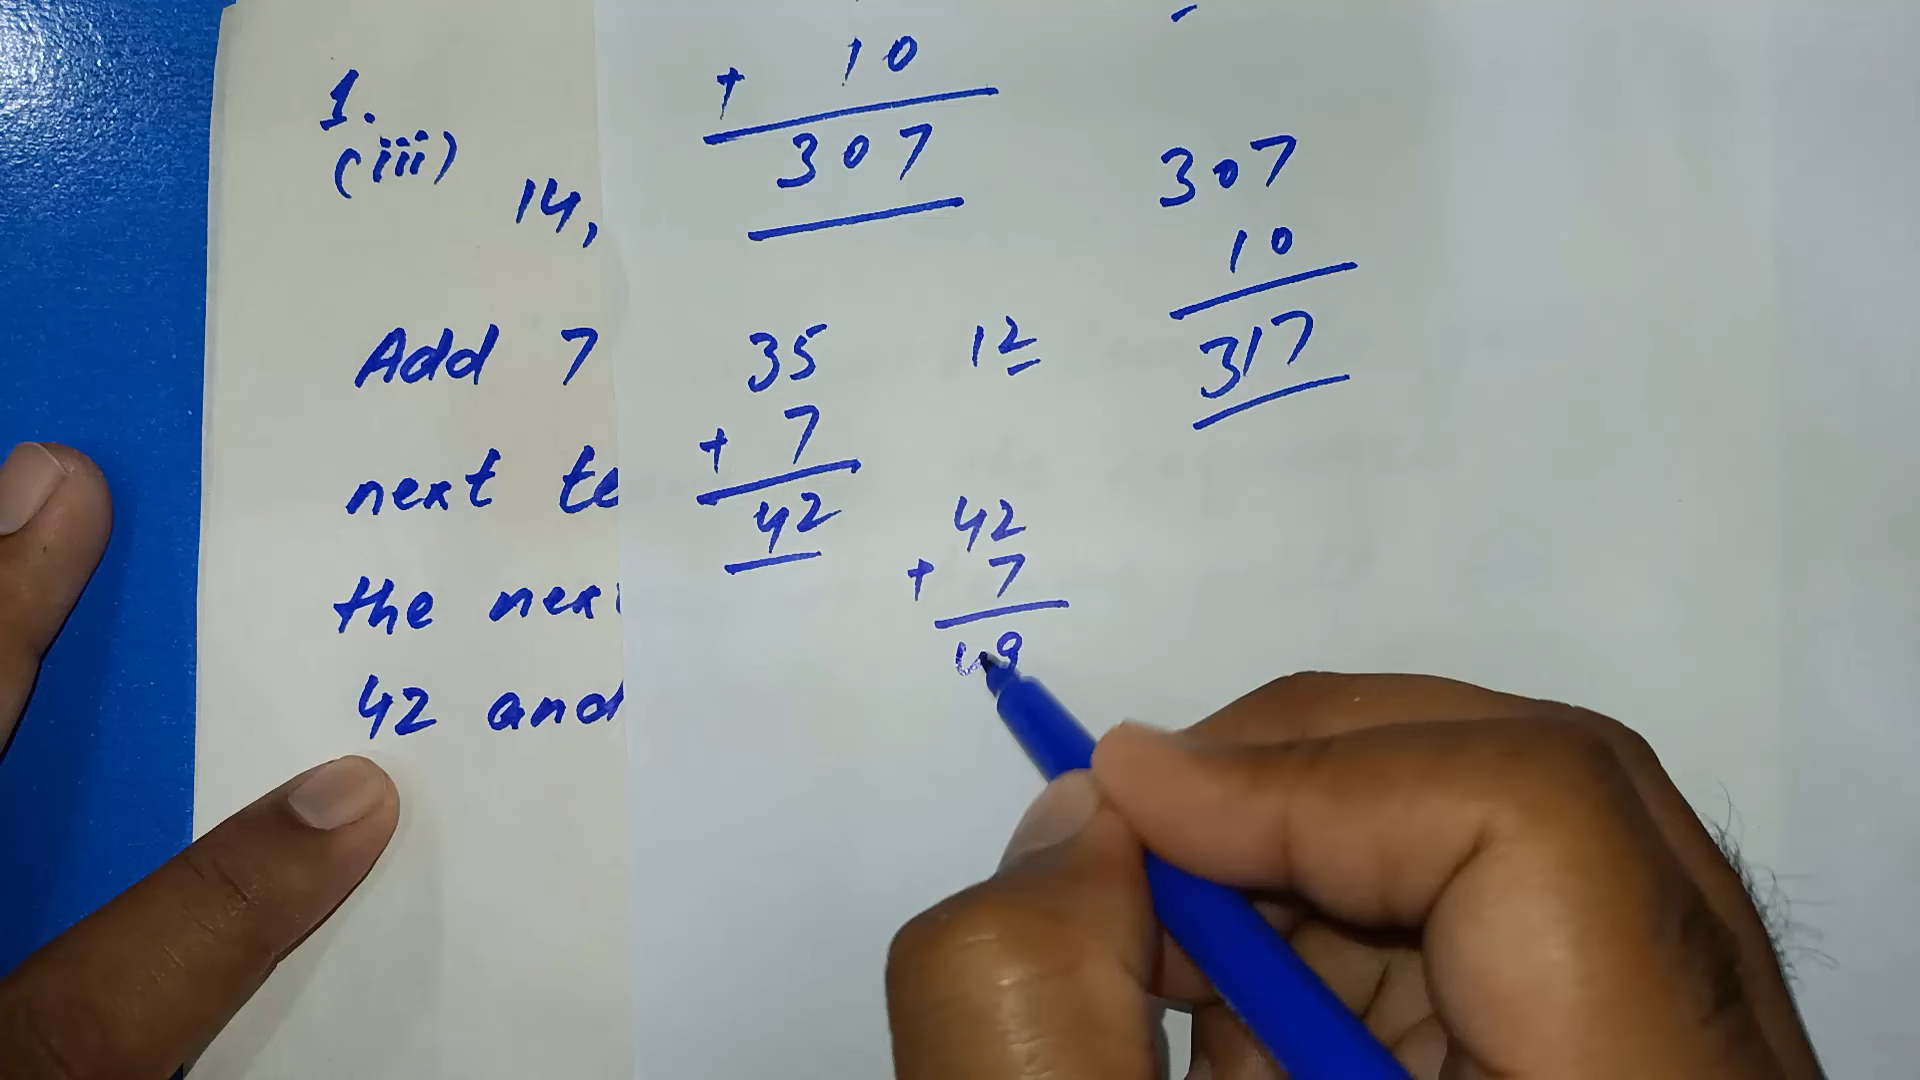 1.
(iii)
14,
Add 7
next te
the nex
42 and
+ 10
307
307
10
317
35
+ 7
42
12
42
+ 7
49